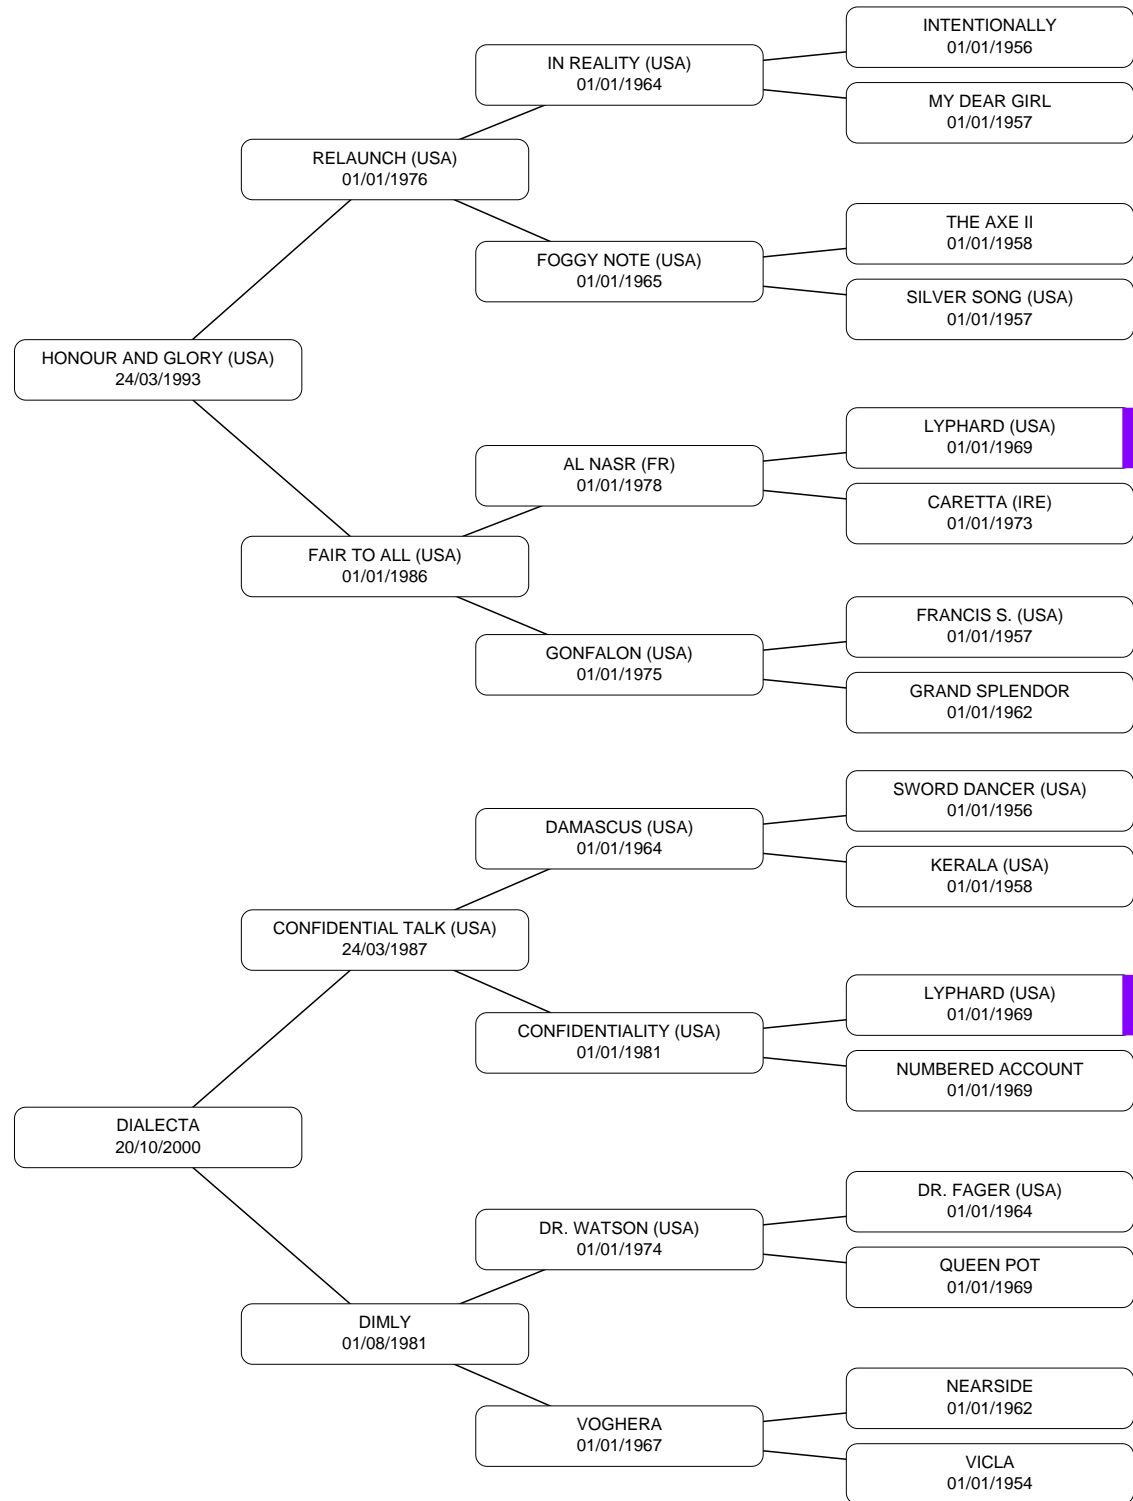 INTENTIONALLY
01/01/1956
IN REALITY (USA)
01/01/1964
MY DEAR GIRL
01/01/1957
RELAUNCH (USA)
01/01/1976
THE AXE II
01/01/1958
FOGGY NOTE (USA)
01/01/1965
SILVER SONG (USA)
01/01/1957
HONOUR AND GLORY (USA)
24/03/1993
LYPHARD (USA)
01/01/1969
AL NASR (FR)
01/01/1978
CARETTA (IRE)
01/01/1973
FAIR TO ALL (USA)
01/01/1986
FRANCIS S. (USA)
01/01/1957
GONFALON (USA)
01/01/1975
GRAND SPLENDOR
01/01/1962
SWORD DANCER (USA)
01/01/1956
DAMASCUS (USA)
01/01/1964
KERALA (USA)
01/01/1958
CONFIDENTIAL TALK (USA)
24/03/1987
LYPHARD (USA)
01/01/1969
CONFIDENTIALITY (USA)
01/01/1981
NUMBERED ACCOUNT
01/01/1969
DIALECTA
20/10/2000
DR. FAGER (USA)
01/01/1964
DR. WATSON (USA)
01/01/1974
QUEEN POT
01/01/1969
DIMLY
01/08/1981
NEARSIDE
01/01/1962
VOGHERA
01/01/1967
VICLA
01/01/1954